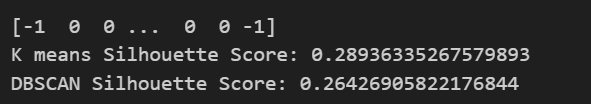 [-1  0  0 ...  0  0 -1]
K means Silhouette Score: 0.28936335267579893
DBSCAN Silhouette Score: 0.26426905822176844